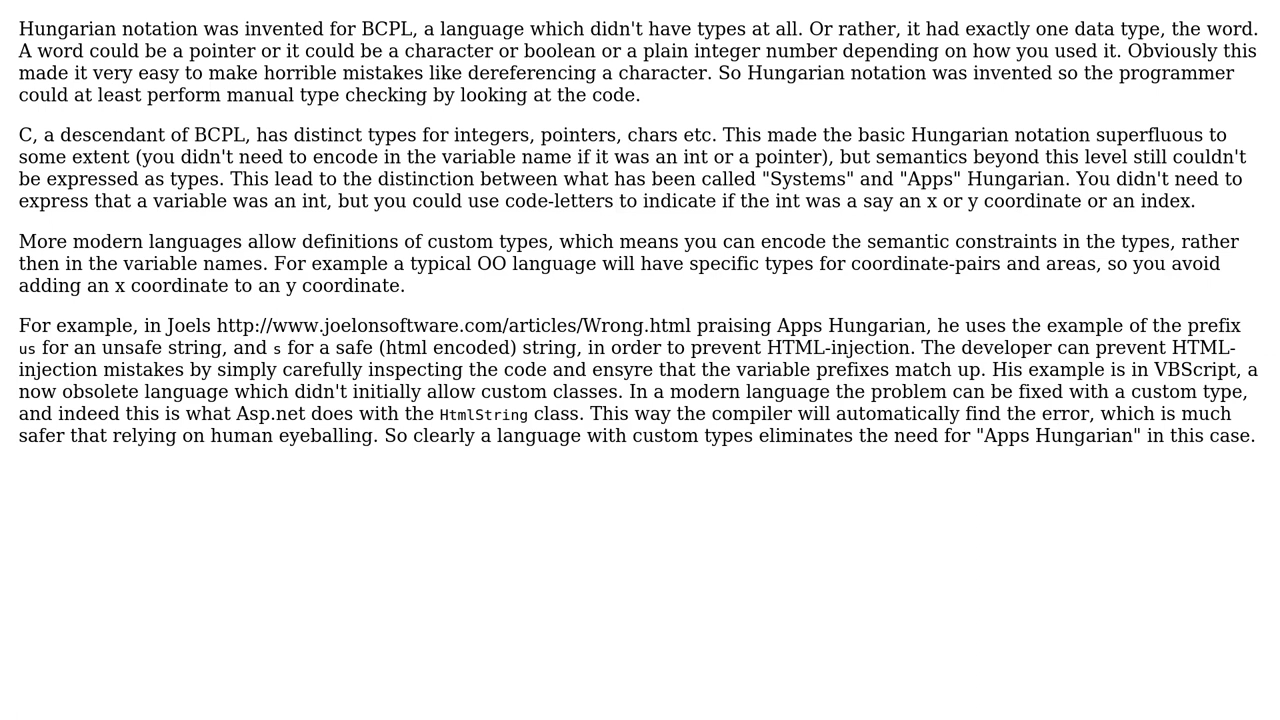 Hungarian notation was invented for BCPL, a language which didn't have types at all. Or rather, it had exactly one data type, the word.
A word could be a pointer or it could be a character or boolean or a plain integer number depending on how you used it. Obviously this
made it very easy to make horrible mistakes like dereferencing a character. So Hungarian notation was invented so the programmer
could at least perform manual type checking by looking at the code.
C, a descendant of BCPL, has distinct types for integers, pointers, chars etc. This made the basic Hungarian notation superfluous to
some extent (you didn't need to encode in the variable name if it was an int or a pointer), but semantics beyond this level still couldn't
be expressed as types. This lead to the distinction between what has been called "Systems" and "Apps" Hungarian. You didn't need to
express that a variable was an int, but you could use code-letters to indicate if the int was a say an x or y coordinate or an index.
More modern languages allow definitions of custom types, which means you can encode the semantic constraints in the types, rather
then in the variable names. For example a typical OO language will have specific types for coordinate-pairs and areas, so you avoid
adding an x coordinate to an y coordinate.
For example, in Joels http://www.joelonsoftware.com/articles/Wrong.html praising Apps Hungarian, he uses the example of the prefix
us for an unsafe string, and s for a safe (html encoded) string, in order to prevent HTML-injection. The developer can prevent HTML-
injection mistakes by simply carefully inspecting the code and ensyre that the variable prefixes match up. His example is in VBScript, a
now obsolete language which didn't initially allow custom classes. In a modern language the problem can be fixed with a custom type,
and indeed this is what Asp.net does with the HtmlString class. This way the compiler will automatically find the error, which is much
safer that relying on human eyeballing. So clearly a language with custom types eliminates the need for "Apps Hungarian" in this case.